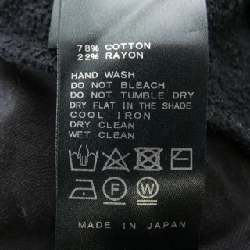 78% COTTON
22% RAYON
HAND WASH
DO NOT BLEACH
DO NOT TUMBLE DRY
DRY FLAT IN THE SHADE
COOL IRON
DRY CLEAN
WET CLEAN
F W
MADE IN JAPAN